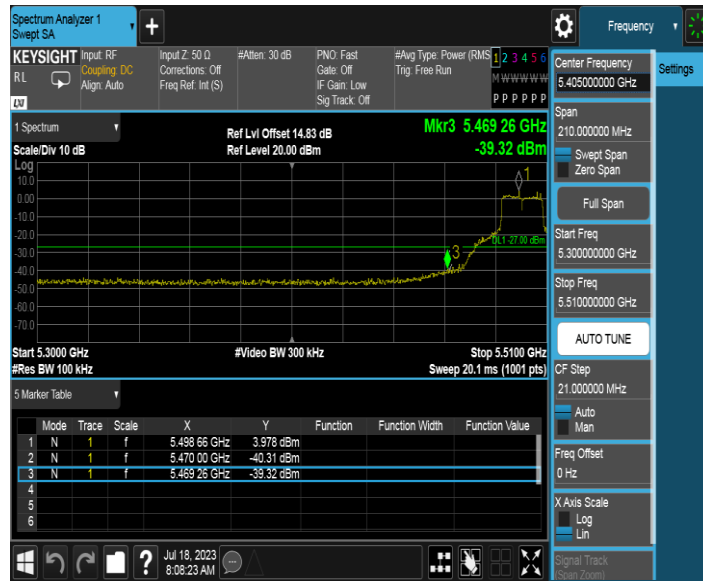 Spectrum Analyzer 1
Swept SA
+
Frequency
KEYSIGHT
RL
LXI
Input: RF
Coupling: DC
Align: Auto
Input Z: 50 Ω
Corrections: Off
Freq Ref: Int (S)
#Atten: 30 dB
PNO: Fast
Gate: Off
IF Gain: Low
Sig Track: Off
#Avg Type: Power (RMS
Trig: Free Run
1 2 3 4 5 6
M W W W W W
P P P P P P
Center Frequency
5.405000000 GHz
Settings
Span
210.000000 MHz
Swept Span
Zero Span
Full Span
Start Freq
5.300000000 GHz
Stop Freq
5.510000000 GHz
AUTO TUNE
CF Step
21.000000 MHz
Auto
Man
Freq Offset
0 Hz
X Axis Scale
Log
Lin
Signal Track
(Span Zoom)
1 Spectrum
Scale/Div 10 dB
Ref Lvl Offset 14.83 dB
Ref Level 20.00 dBm
Mkr3 5.469 26 GHz
-39.32 dBm
Log
10.0
0.00
-10.0
-20.0
-30.0
-40.0
-50.0
-60.0
-70.0
1
DL1 -27.00 dBm
3
Start 5.3000 GHz
#Res BW 100 kHz
#Video BW 300 kHz
Stop 5.5100 GHz
Sweep 20.1 ms (1001 pts)
5 Marker Table
Mode Trace Scale X Y Function Function Width Function Value
1 N 1 f 5.498 66 GHz 3.978 dBm
2 N 1 f 5.470 00 GHz -40.31 dBm
3 N 1 f 5.469 26 GHz -39.32 dBm
4
5
6
?
Jul 18, 2023
8:08:23 AM